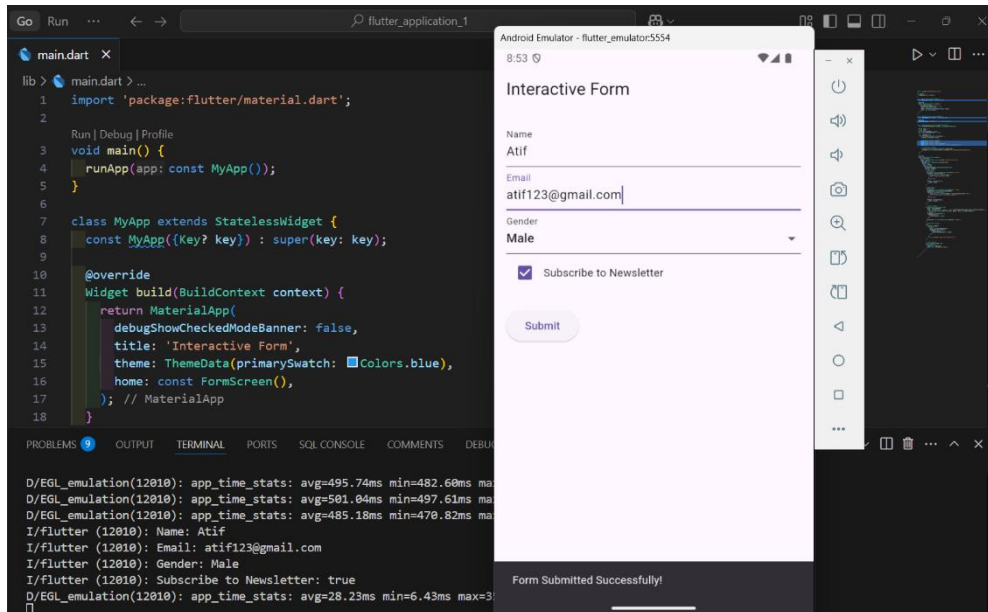 Go Run ... flutter_application_1
main.dart
lib > main.dart > ...
1 import 'package:flutter/material.dart';
2
Run | Debug | Profile
3 void main() {
4 runApp(app: const MyApp());
5 }
6
7 class MyApp extends StatelessWidget {
8 const MyApp({Key? key}) : super(key: key);
9
10 @override
11 Widget build(BuildContext context) {
12 return MaterialApp(
13 debugShowCheckedModeBanner: false,
14 title: 'Interactive Form',
15 theme: ThemeData(primarySwatch: Colors.blue),
16 home: const FormScreen(),
17 ); // MaterialApp
18 }
PROBLEMS 9 OUTPUT TERMINAL PORTS SQL CONSOLE COMMENTS DEBU
D/EGL_emulation(12010): app_time_stats: avg=495.74ms min=482.60ms ma
D/EGL_emulation(12010): app_time_stats: avg=501.04ms min=497.61ms ma
D/EGL_emulation(12010): app_time_stats: avg=485.18ms min=470.82ms ma
I/flutter (12010): Name: Atif
I/flutter (12010): Email: atif123@gmail.com
I/flutter (12010): Gender: Male
I/flutter (12010): Subscribe to Newsletter: true
D/EGL_emulation(12010): app_time_stats: avg=28.23ms min=6.43ms max=3
Android Emulator - flutter_emulator:5554
8:53
Interactive Form
Name
Atif
Email
atif123@gmail.com
Gender
Male
Subscribe to Newsletter
Submit
Form Submitted Successfully!